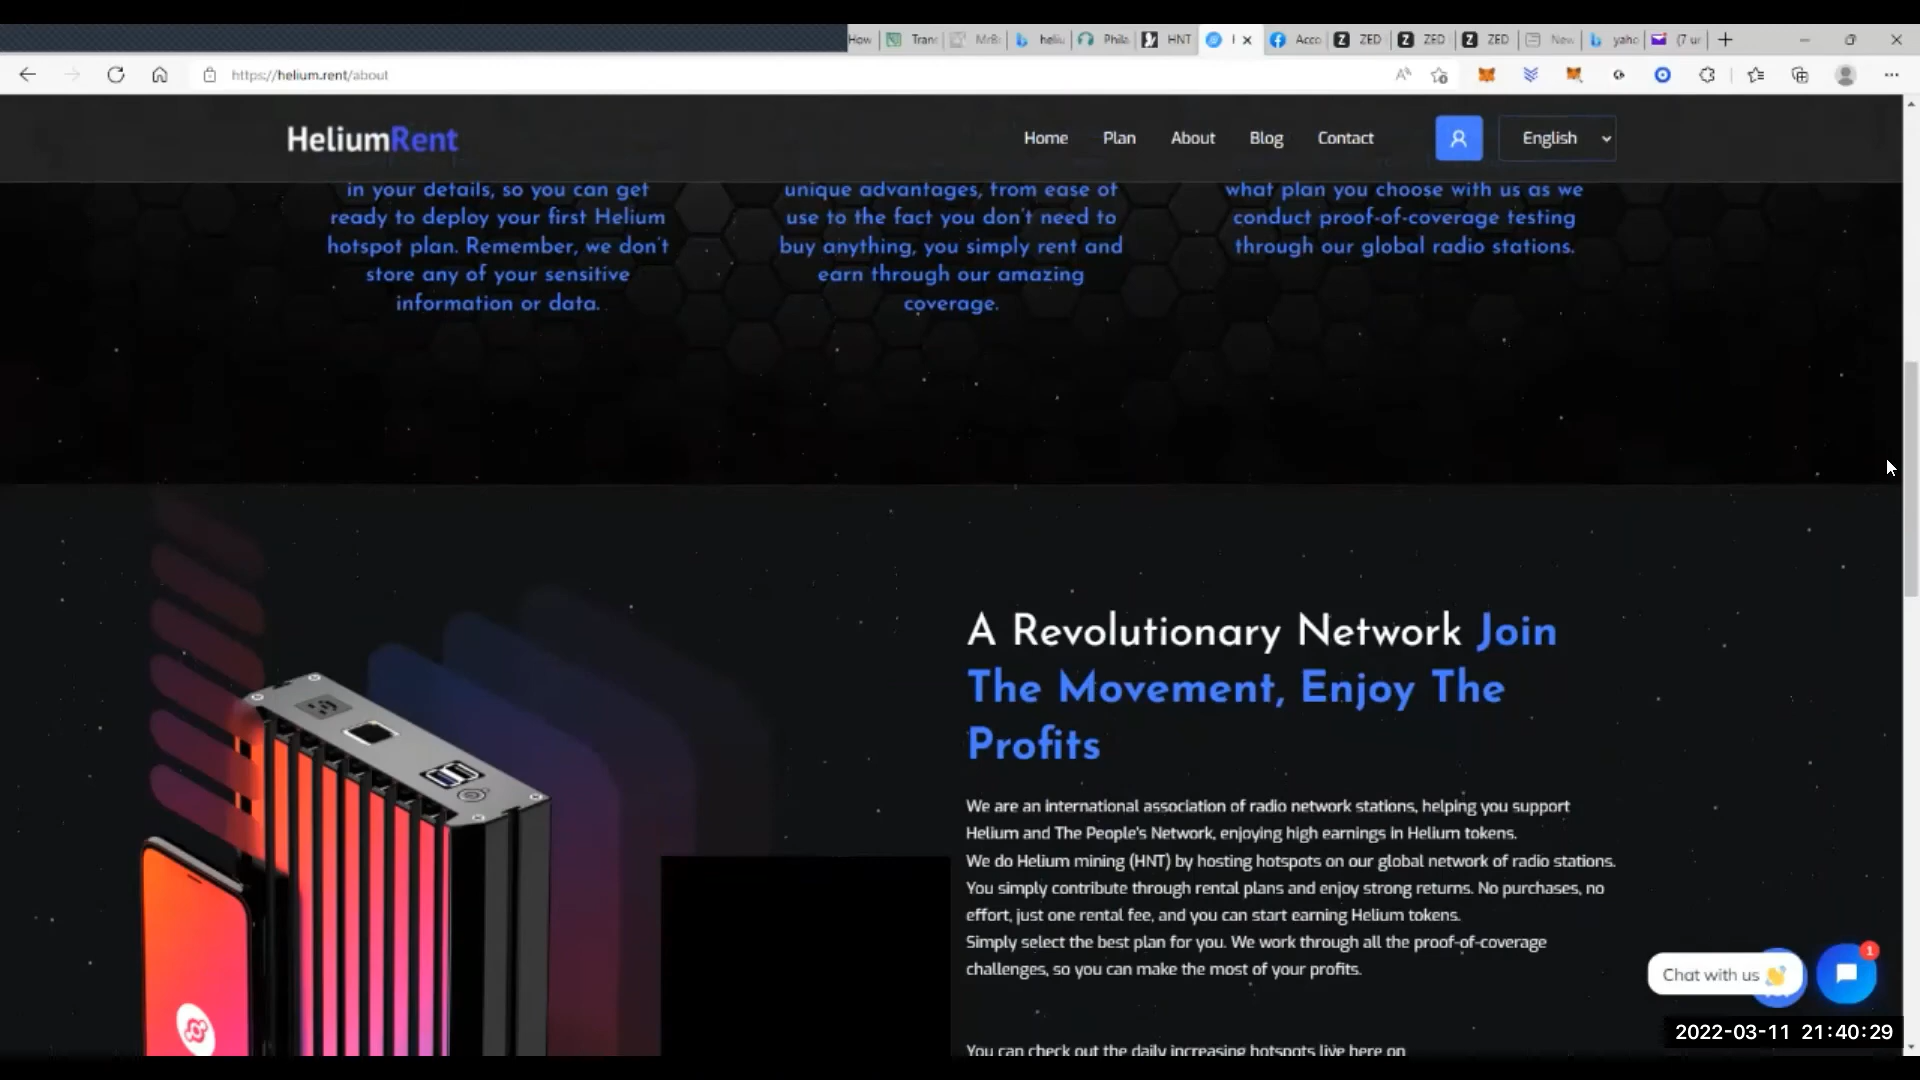 How Tran Mr8 heliu Phila HNT I Acco ZED ZED ZED New yaho (7 ur
https://helium.rent/about
HeliumRent Home Plan About Blog Contact English
in your details, so you can get
ready to deploy your first Helium
hotspot plan. Remember, we don't
store any of your sensitive
information or data.
unique advantages, from ease of
use to the fact you don't need to
buy anything, you simply rent and
earn through our amazing
coverage.
what plan you choose with us as we
conduct proof-of-coverage testing
through our global radio stations.
A Revolutionary Network Join
The Movement, Enjoy The
Profits
We are an international association of radio network stations, helping you support
Helium and The People's Network, enjoying high earnings in Helium tokens.
We do Helium mining (HNT) by hosting hotspots on our global network of radio stations.
You simply contribute through rental plans and enjoy strong returns. No purchases, no
effort, just one rental fee, and you can start earning Helium tokens.
Simply select the best plan for you. We work through all the proof-of-coverage
challenges, so you can make the most of your profits.
You can check out the daily increasing hotspots live here on
Chat with us 👋
1
2022-03-11 21:40:29